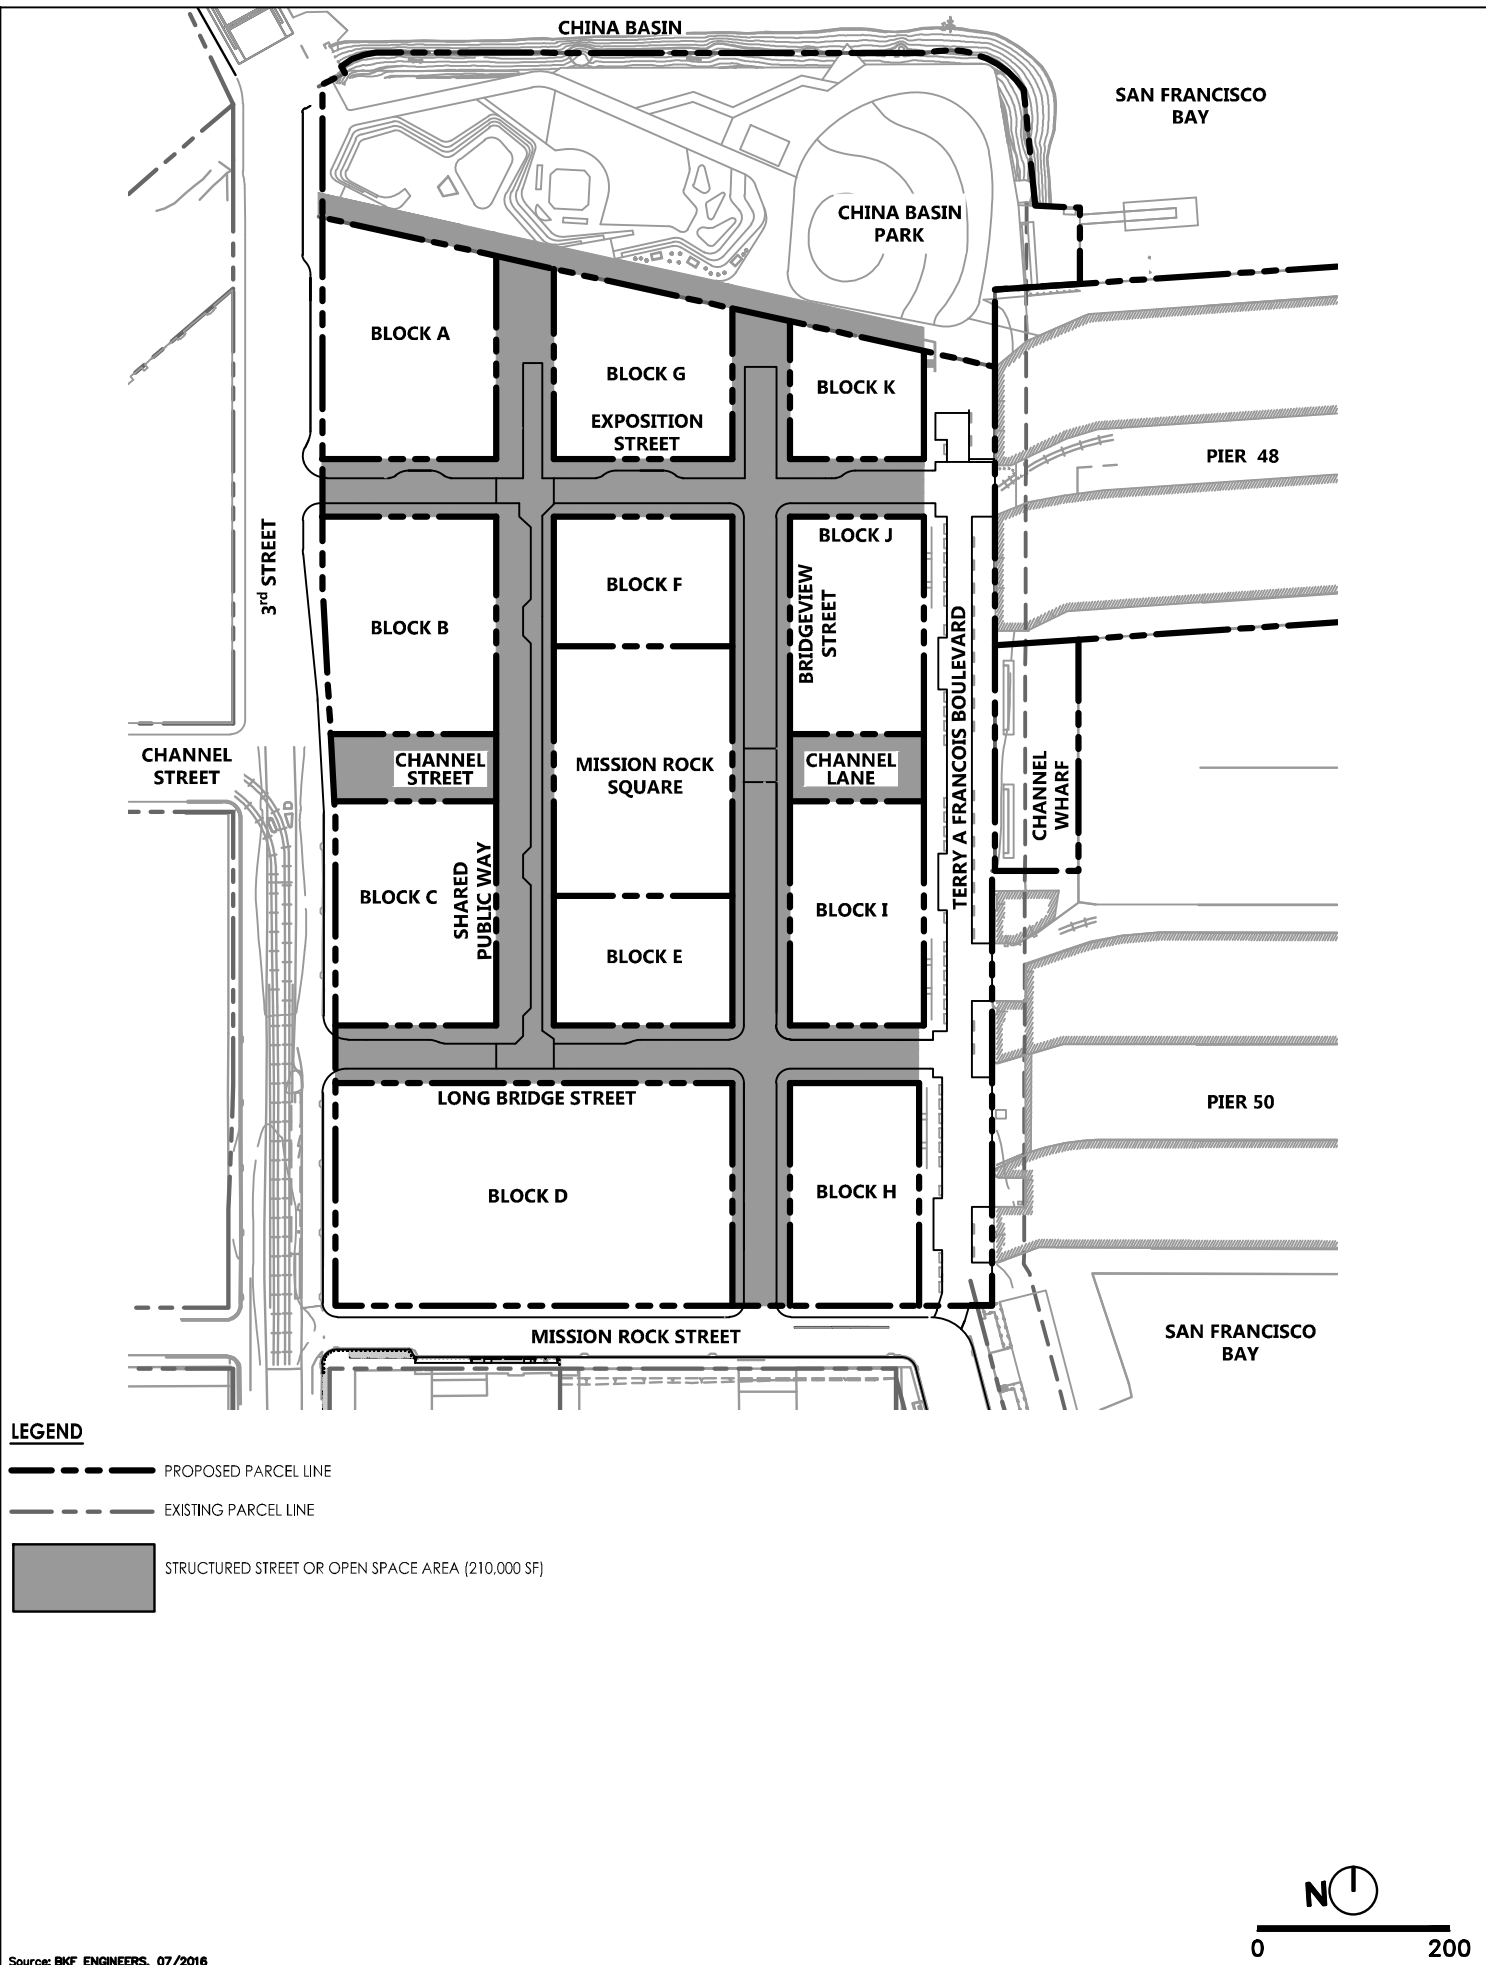 CHINA BASIN
SAN FRANCISCO
BAY
CHINA BASIN
PARK
BLOCK A
BLOCK G
BLOCK K
EXPOSITION
STREET
PIER 48
3rd STREET
BLOCK J
BLOCK F
BLOCK B
BRIDGEVIEW
STREET
TERRY A FRANCOIS BOULEVARD
CHANNEL
STREET
CHANNEL
STREET
MISSION ROCK
SQUARE
CHANNEL
LANE
CHANNEL
WHARF
BLOCK C
SHARED
PUBLIC WAY
BLOCK I
BLOCK E
LONG BRIDGE STREET
PIER 50
BLOCK D
BLOCK H
MISSION ROCK STREET
SAN FRANCISCO
BAY
LEGEND
PROPOSED PARCEL LINE
EXISTING PARCEL LINE
STRUCTURED STREET OR OPEN SPACE AREA (210,000 SF)
N
0 200
Source: BKF ENGINEERS, 07/2016